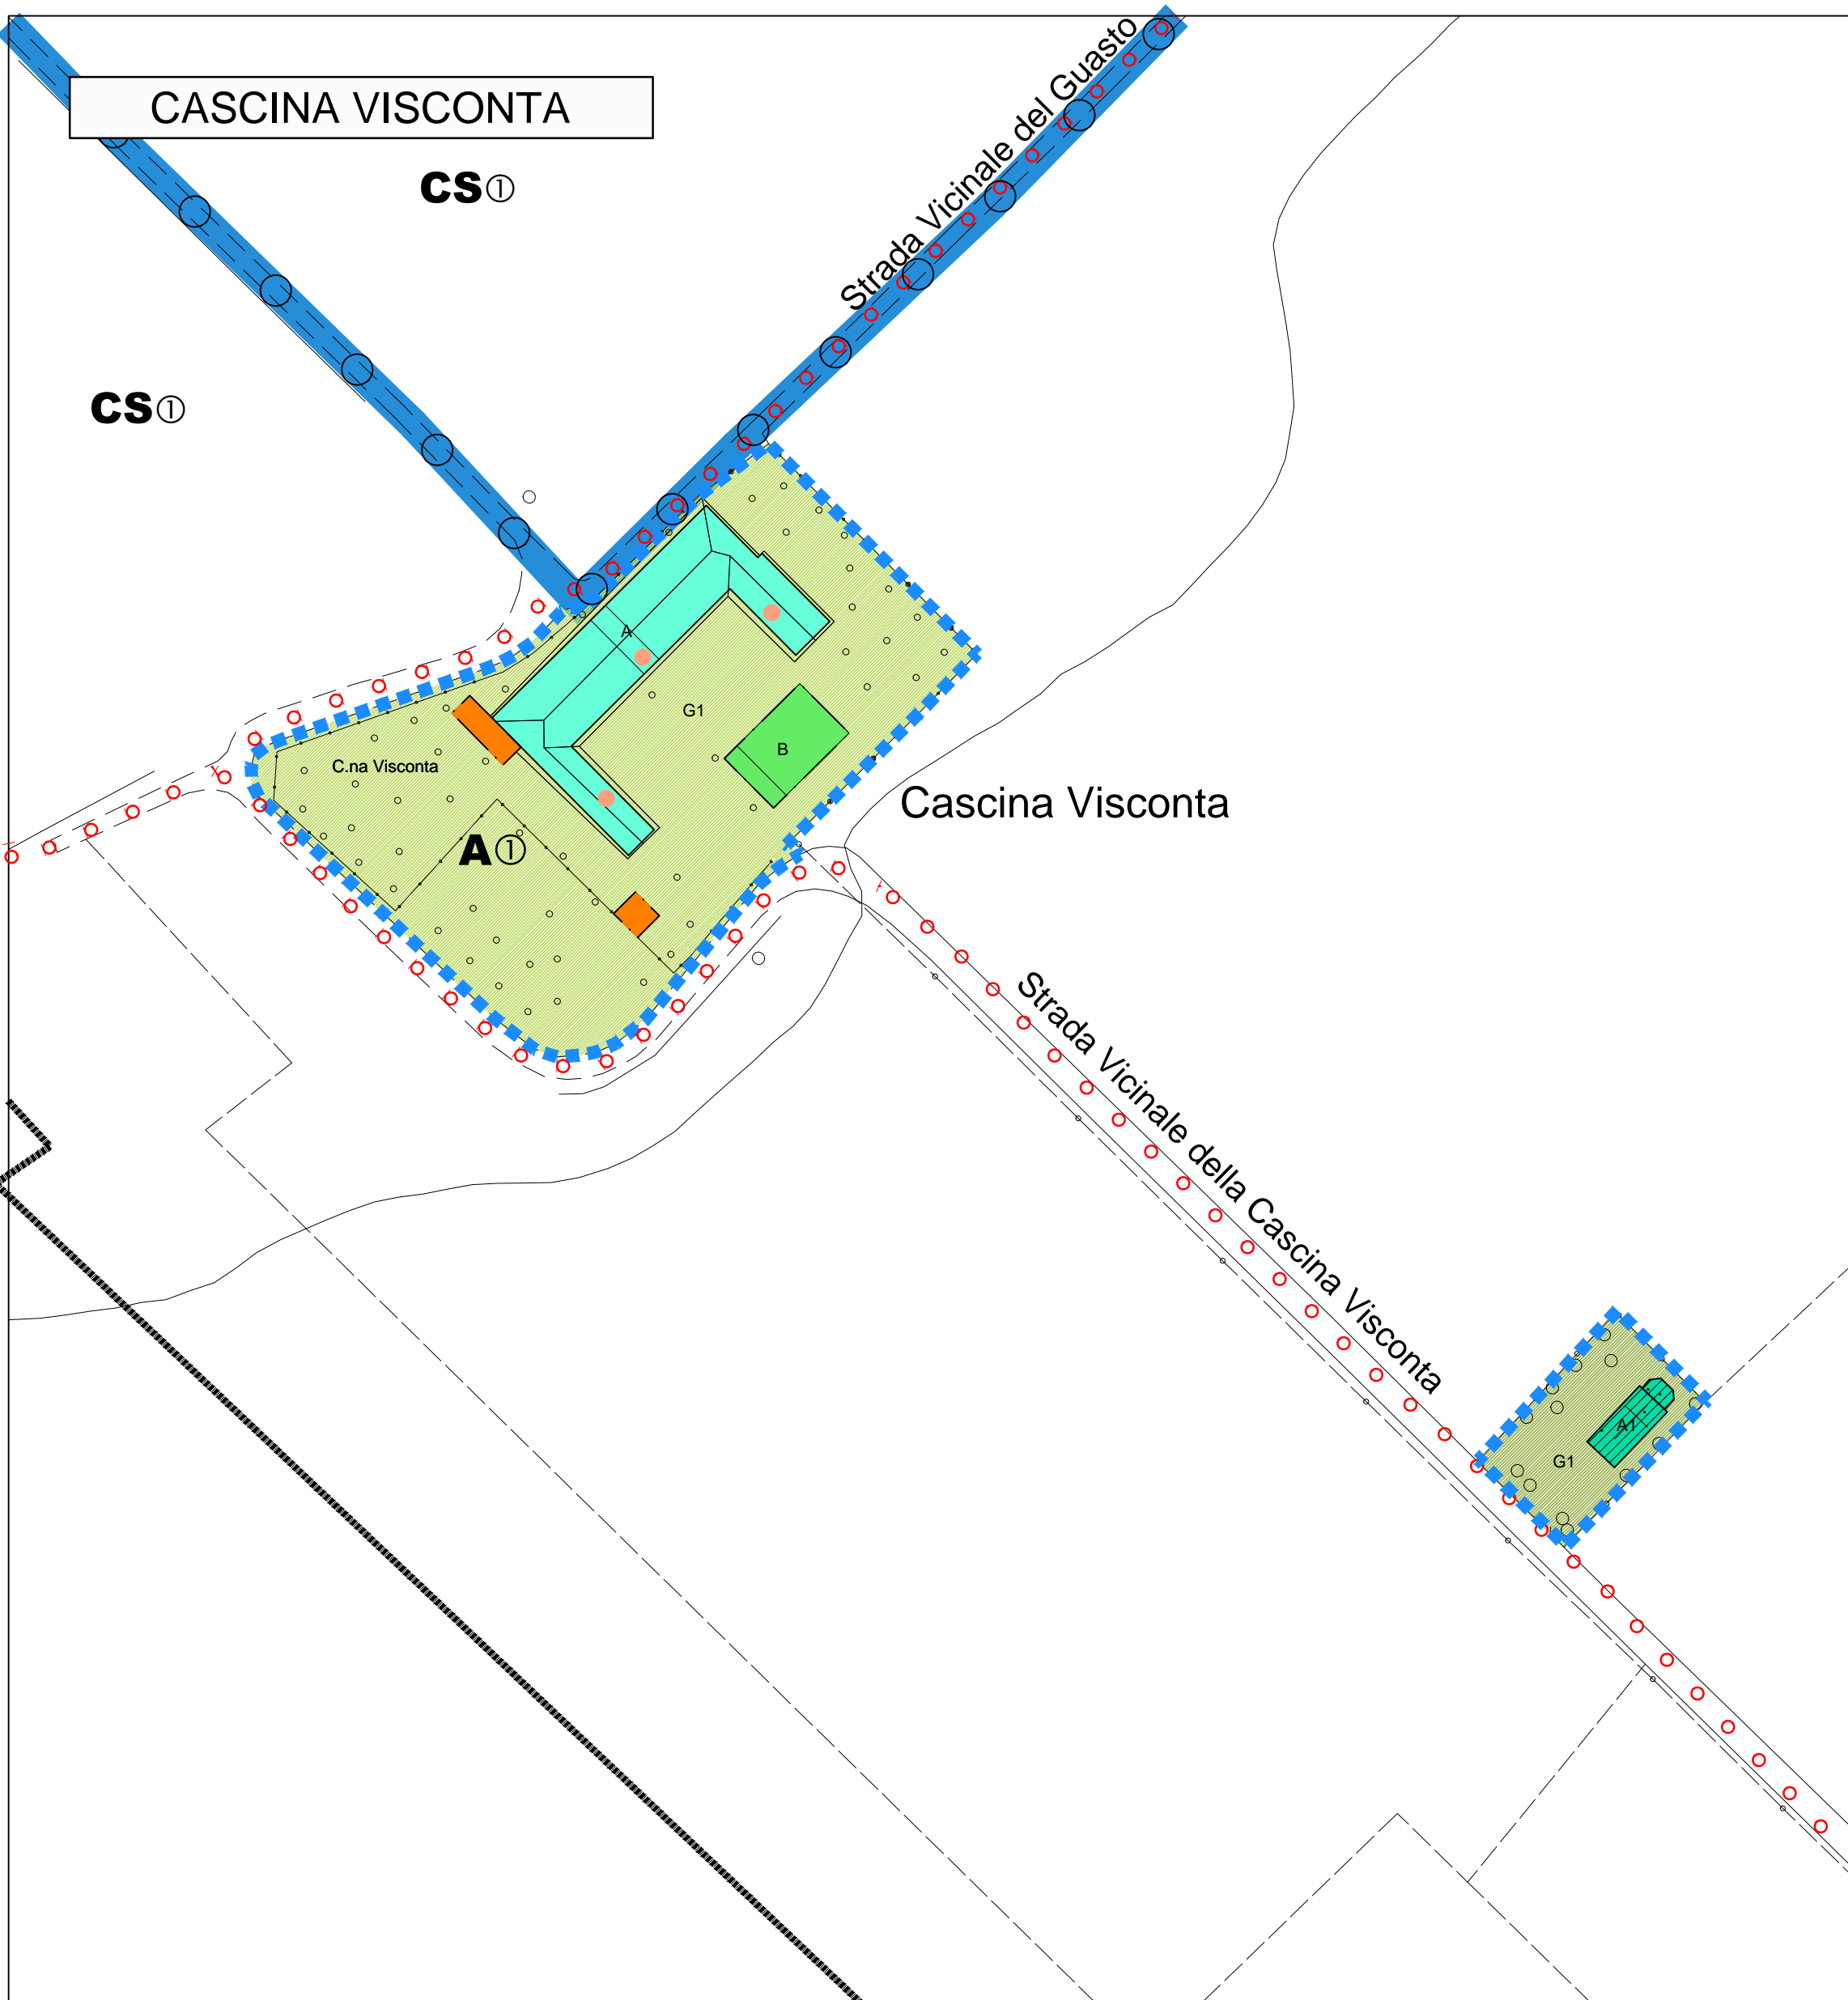 CASCINA VISCONTA
Strada Vicinale del Guasto
CS①
CS①
A
G1
B
C.na Visconta
Cascina Visconta
A①
Strada Vicinale della Cascina Visconta
A1
G1